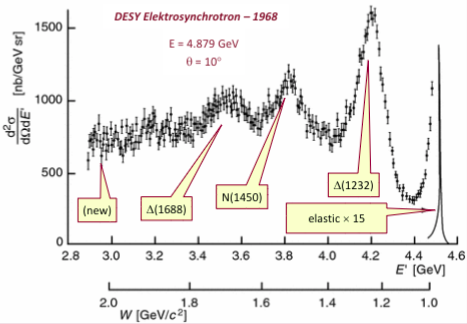 DESY Elektrosynchrotron – 1968
E = 4.879 GeV
θ = 10°
1500
1000
500
0
d²σ
dΩdE'
[nb/GeV sr]
(new)
Δ(1688)
N(1450)
Δ(1232)
elastic × 15
2.8 3.0 3.2 3.4 3.6 3.8 4.0 4.2 4.4 4.6
E' [GeV]
2.0 1.8 1.6 1.4 1.2 1.0
W [GeV/c²]